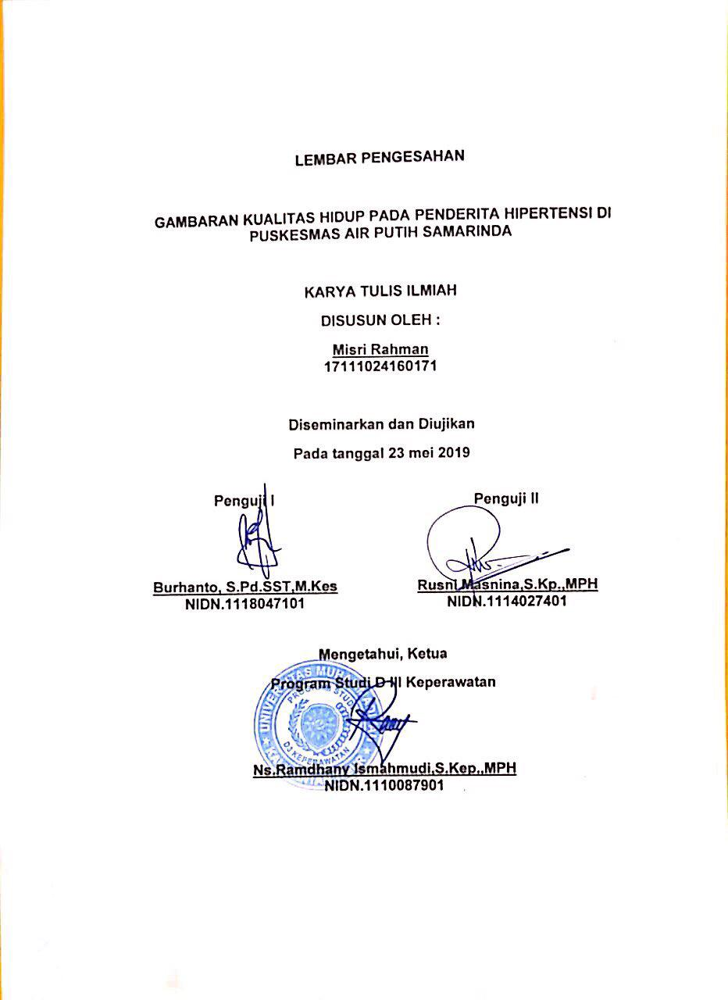 LEMBAR PENGESAHAN
GAMBARAN KUALITAS HIDUP PADA PENDERITA HIPERTENSI DI
PUSKESMAS AIR PUTIH SAMARINDA
KARYA TULIS ILMIAH
DISUSUN OLEH :
Misri Rahman
17111024160171
Diseminarkan dan Diujikan
Pada tanggal 23 mei 2019
Penguji I
Penguji II
Burhanto, S.Pd.SST,M.Kes
NIDN.1118047101
Rusni Masnina,S.Kp.,MPH
NIDN.1114027401
Mengetahui, Ketua
Program Studi D III Keperawatan
UNIVERSITAS
PROGRAM STUDI
D3 KEPERAWATAN
Ns.Ramdhany Ismahmudi,S.Kep.,MPH
NIDN.1110087901